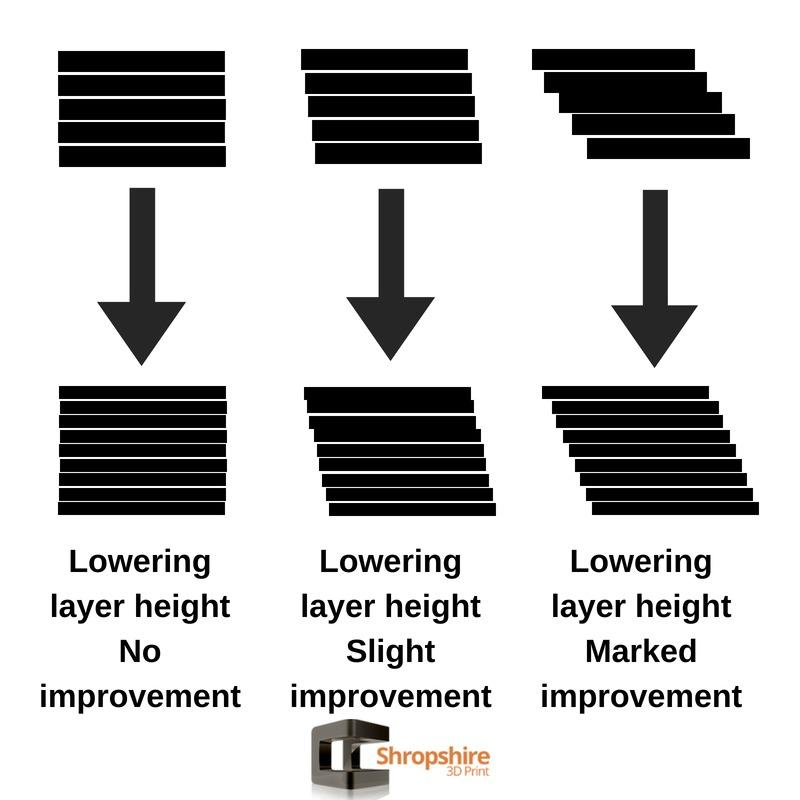 Lowering
layer height
No
improvement
Lowering
layer height
Slight
improvement
Lowering
layer height
Marked
improvement
Shropshire
3D Print